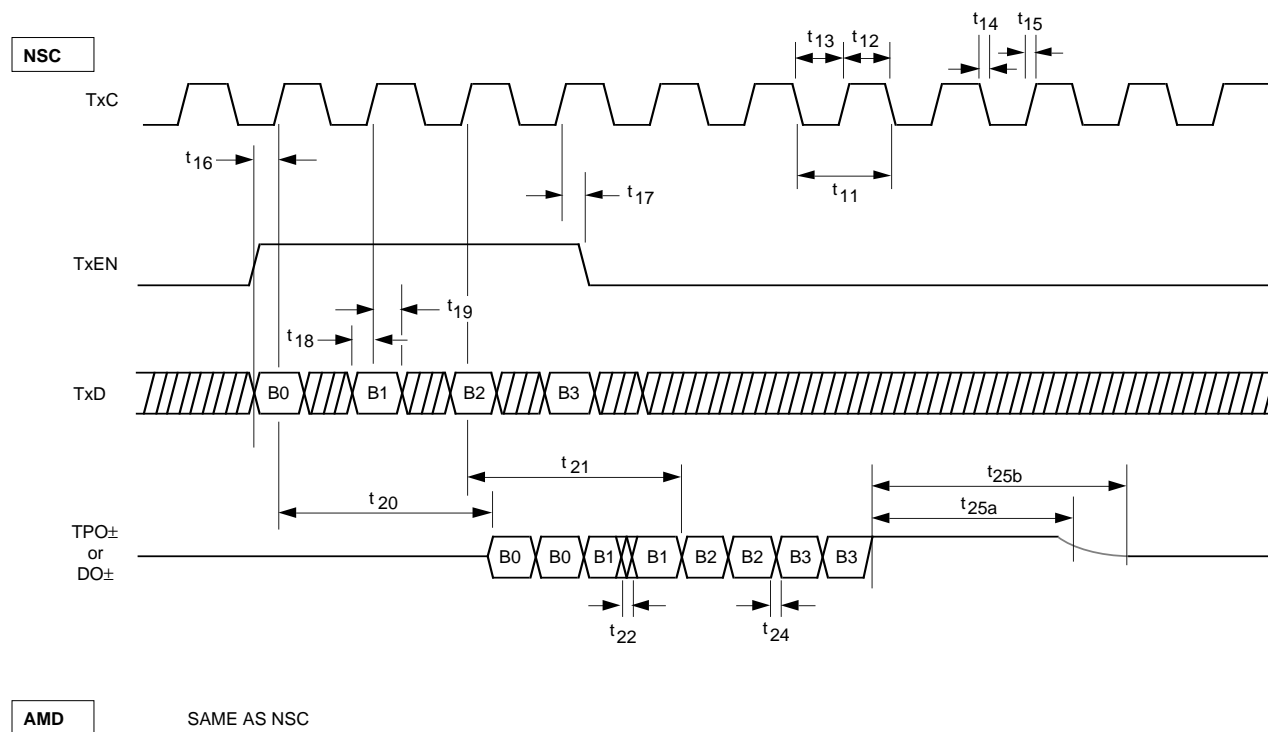 t14 t15
t13 t12
NSC
TxC
t16
t17 t11
TxEN
t19
t18
TxD B0 B1 B2 B3
t21 t25b
t20 t25a
TPO±
or
DO±
B0 B0 B1 B1 B2 B2 B3 B3
t22 t24
AMD SAME AS NSC